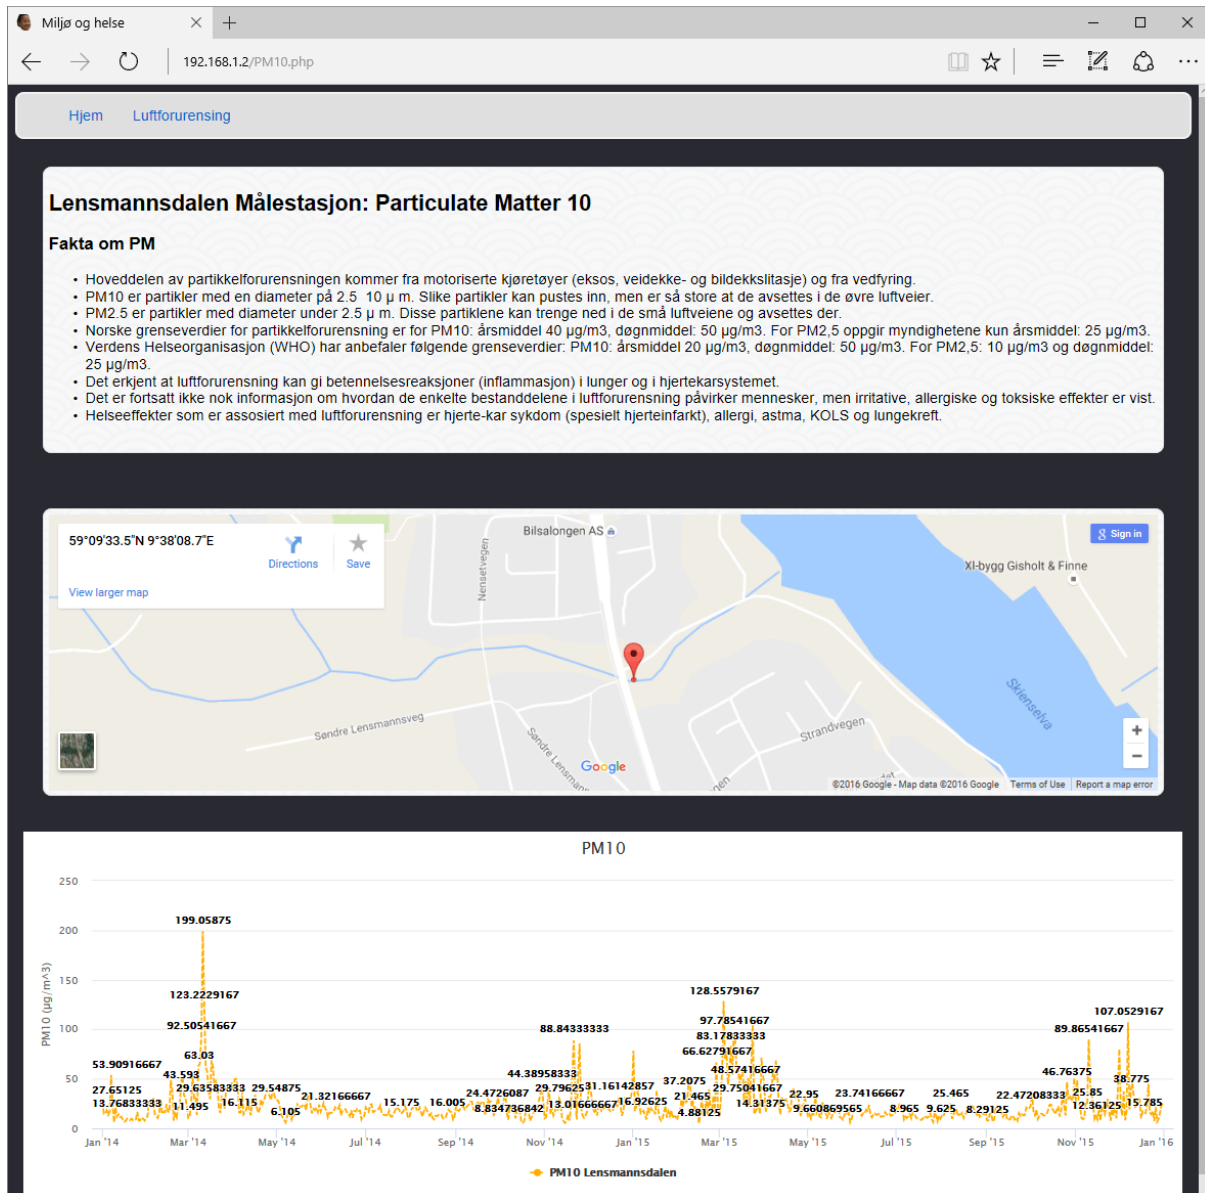 Miljø og helse
192.168.1.2/PM10.php
Hjem Luftforurensing
Lensmannsdalen Målestasjon: Particulate Matter 10
Fakta om PM
• Hoveddelen av partikkelforurensningen kommer fra motoriserte kjøretøyer (eksos, veidekke- og bildekkslitasje) og fra vedfyring.
• PM10 er partikler med en diameter på 2.5 10 µ m. Slike partikler kan pustes inn, men er så store at de avsettes i de øvre luftveier.
• PM2.5 er partikler med diameter under 2.5 µ m. Disse partiklene kan trenge ned i de små luftveiene og avsettes der.
• Norske grenseverdier for partikkelforurensning er for PM10: årsmiddel 40 µg/m3, døgnmiddel: 50 µg/m3. For PM2,5 oppgir myndighetene kun årsmiddel: 25 µg/m3.
• Verdens Helseorganisasjon (WHO) har anbefaler følgende grenseverdier: PM10: årsmiddel 20 µg/m3, døgnmiddel: 50 µg/m3. For PM2,5: 10 µg/m3 og døgnmiddel:
25 µg/m3.
• Det erkjent at luftforurensning kan gi betennelsesreaksjoner (inflammasjon) i lunger og i hjertekarsystemet.
• Det er fortsatt ikke nok informasjon om hvordan de enkelte bestanddelene i luftforurensning påvirker mennesker, men irritative, allergiske og toksiske effekter er vist.
• Helseeffekter som er assosiert med luftforurensning er hjerte-kar sykdom (spesielt hjerteinfarkt), allergi, astma, KOLS og lungekreft.
59°09'33.5"N 9°38'08.7"E
Directions Save
View larger map
Bilsalongen AS
Nensetvegen
8 Sign in
XI-bygg Gisholt & Finne
Skienselva
Søndre Lensmannsveg
Søndre Lensmann
Strandvegen
Google
©2016 Google - Map data ©2016 Google Terms of Use Report a map error
PM10
PM10 (µg/m^3)
250
200
150
100
50
0
199.05875
123.2229167
92.50541667
63.03
53.90916667
43.593
27.65125
29.63583333
29.54875
13.76833333
11.495
16.115
6.105
21.32166667
15.175
16.005
24.4726087
8.834736842
44.38958333
88.84333333
29.79625
31.16142857
13.01666667
16.92625
37.2075
21.465
4.88125
66.62791667
128.5579167
97.78541667
83.17833333
48.57416667
29.75041667
14.31375
22.95
9.660869565
23.74166667
8.965
9.625
25.465
8.29125
22.47208333
46.76375
89.86541667
25.85
12.36125
107.0529167
38.775
15.785
Jan '14 Mar '14 May '14 Jul '14 Sep '14 Nov '14 Jan '15 Mar '15 May '15 Jul '15 Sep '15 Nov '15 Jan '16
PM10 Lensmannsdalen